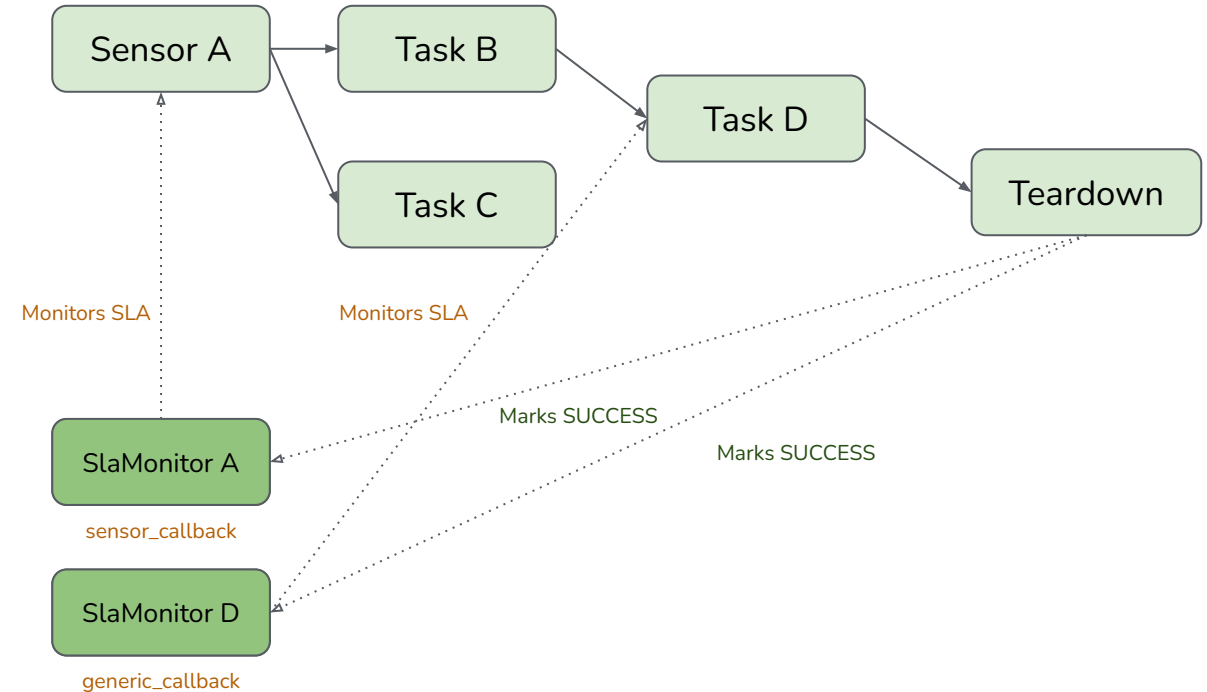 Sensor A
Task B
Task D
Teardown
Task C
Monitors SLA
Monitors SLA
Marks SUCCESS
Marks SUCCESS
SlaMonitor A
sensor_callback
SlaMonitor D
generic_callback